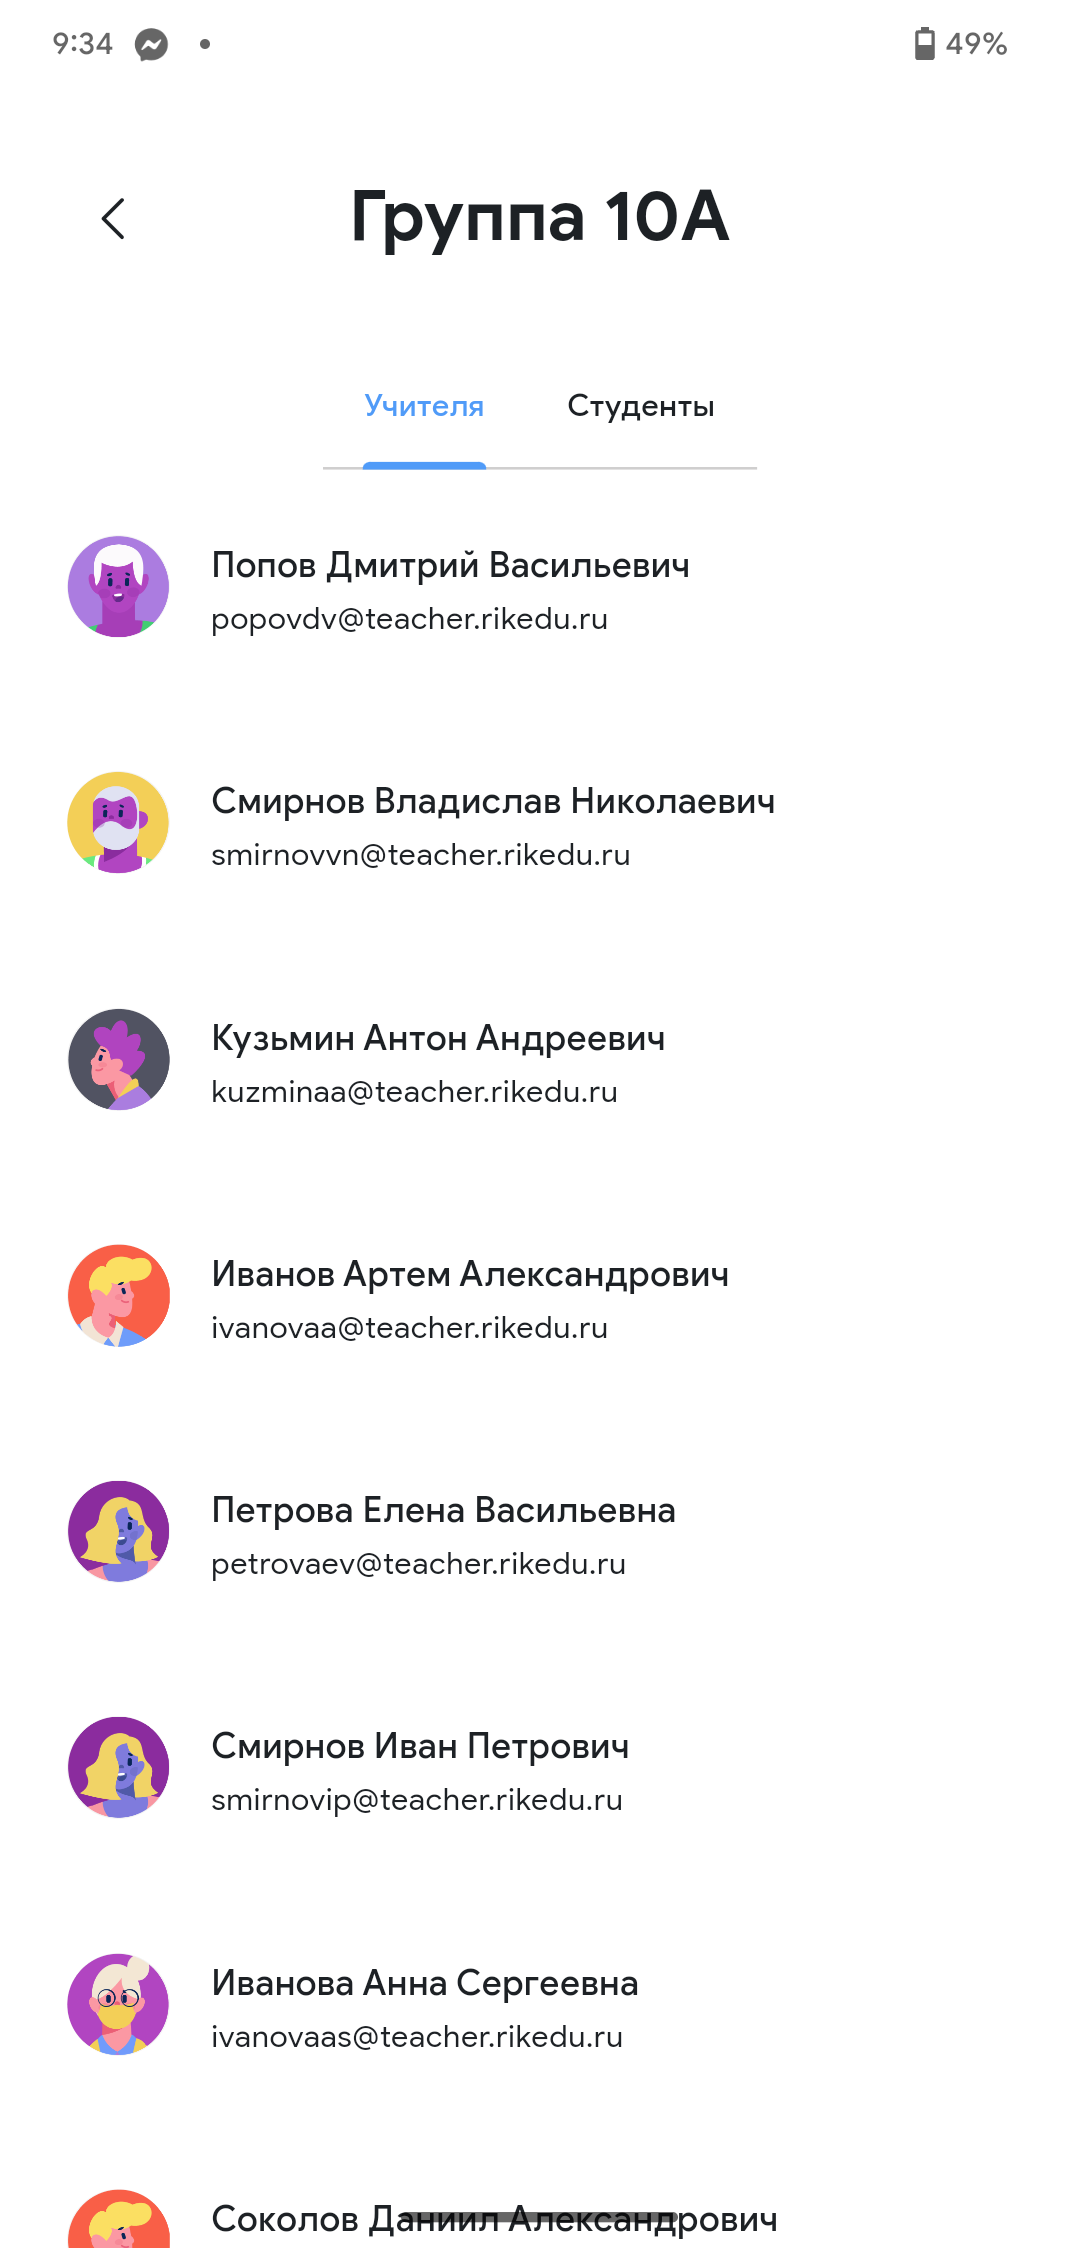 9:34
49%
Группа 10А
Учителя
Студенты
Попов Дмитрий Васильевич
popovdv@teacher.rikedu.ru
Смирнов Владислав Николаевич
smirnovvn@teacher.rikedu.ru
Кузьмин Антон Андреевич
kuzminaa@teacher.rikedu.ru
Иванов Артем Александрович
ivanovaa@teacher.rikedu.ru
Петрова Елена Васильевна
petrovaev@teacher.rikedu.ru
Смирнов Иван Петрович
smirnovip@teacher.rikedu.ru
Иванова Анна Сергеевна
ivanovaas@teacher.rikedu.ru
Соколов Даниил Александрович